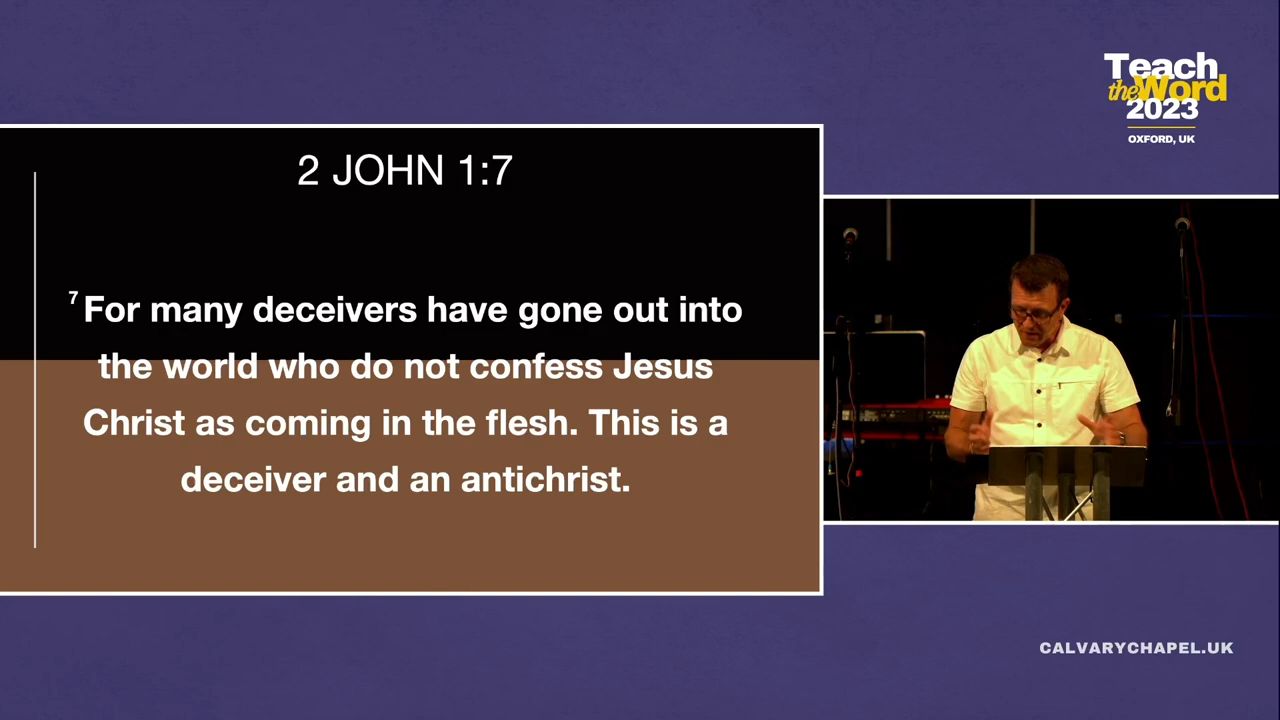 Teach
the Word
2023
OXFORD, UK
2 JOHN 1:7
7 For many deceivers have gone out into
the world who do not confess Jesus
Christ as coming in the flesh. This is a
deceiver and an antichrist.
CALVARYCHAPEL.UK